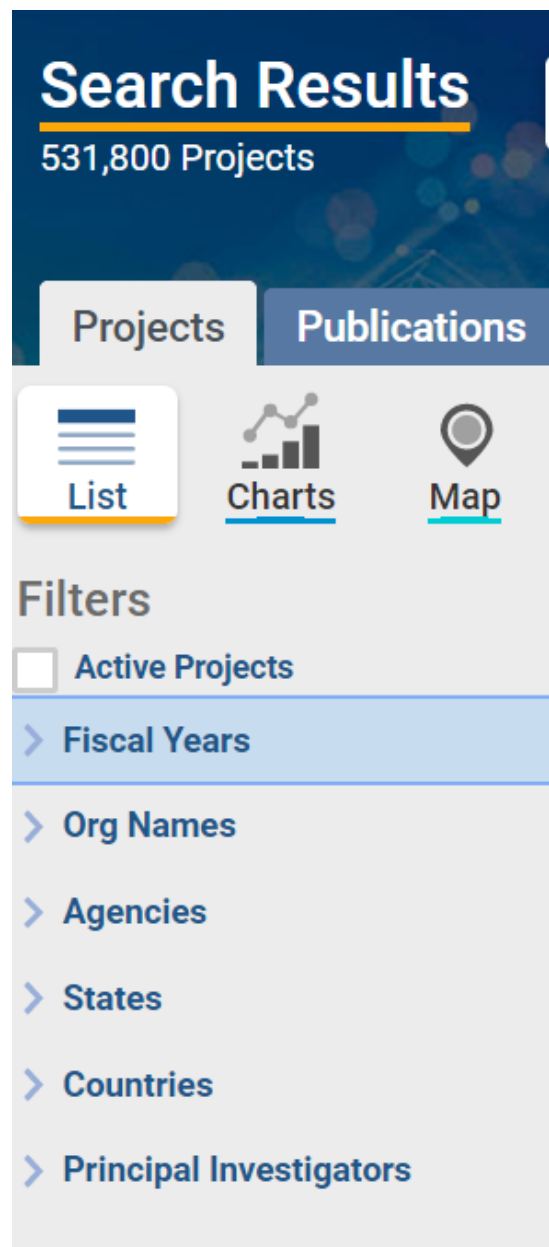 Search Results
531,800 Projects
Projects Publications
List Charts Map
Filters
Active Projects
Fiscal Years
Org Names
Agencies
States
Countries
Principal Investigators